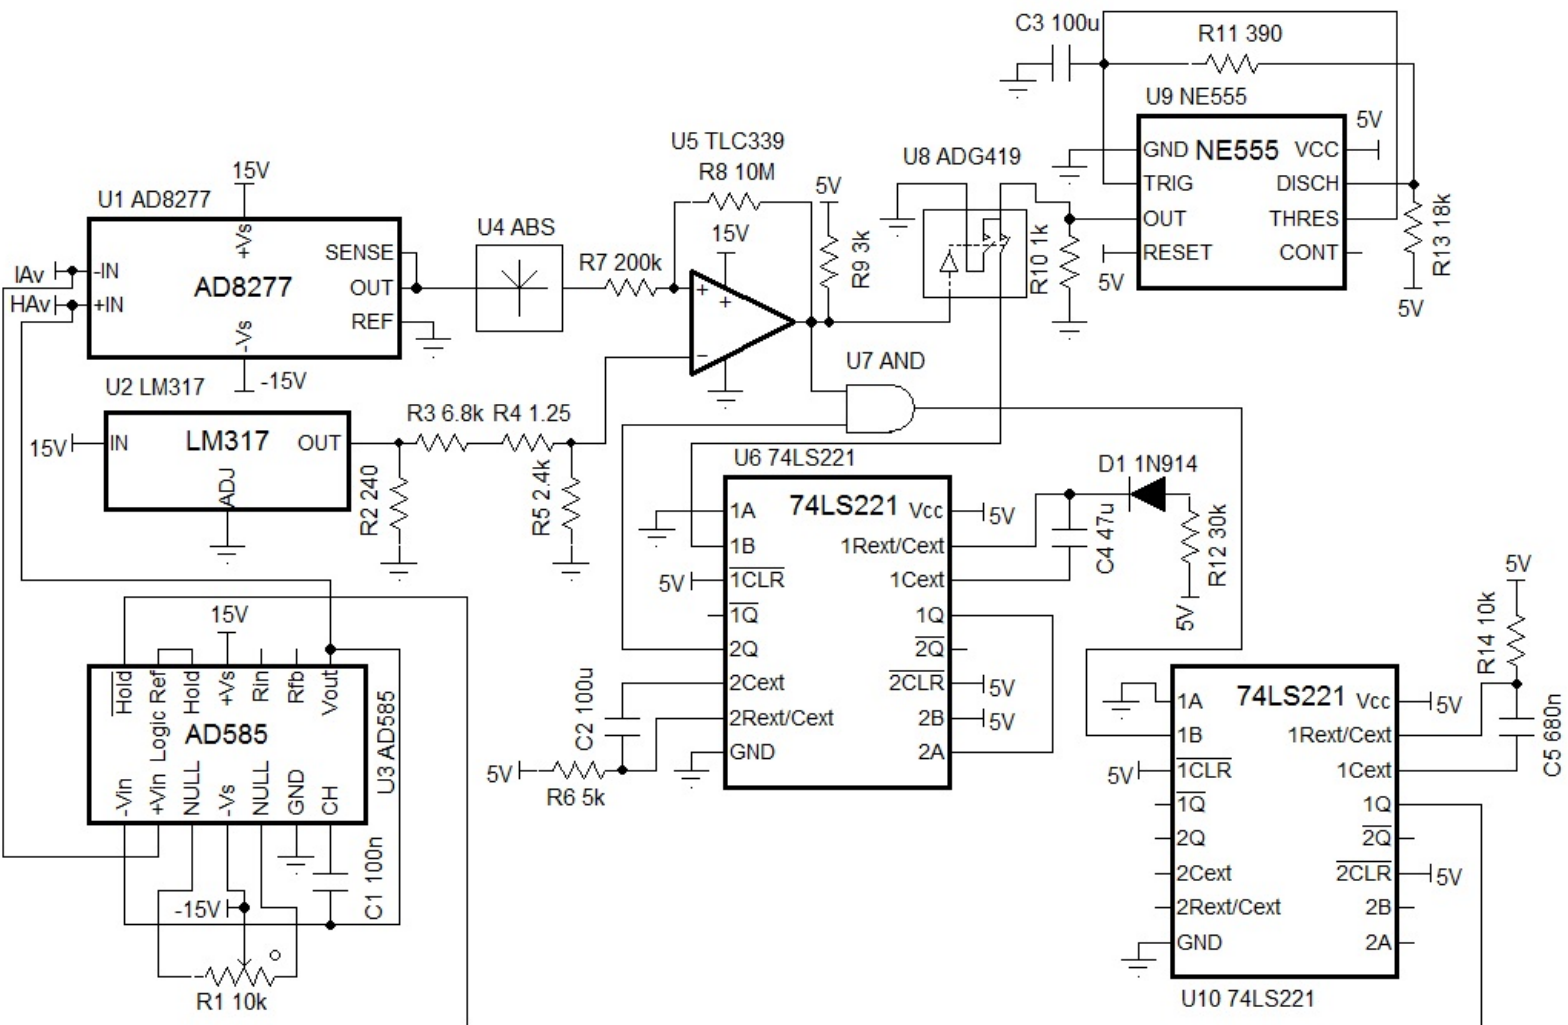 C3 100u
R11 390
U9 NE555
5V
GND NE555 VCC
TRIG DISCH
OUT THRES
RESET CONT
5V
R13 18k
5V
U5 TLC339
R8 10M
U8 ADG419
5V
15V
R9 3k
R10 1k
+
+
−
15V
U1 AD8277
+Vs
SENSE
IAv
-IN
AD8277
OUT
HAv
+IN
REF
-Vs
-15V
U4 ABS
R7 200k
U7 AND
U2 LM317
15V
IN LM317 OUT
ADJ
R2 240
R3 6.8k R4 1.25
R5 2.4k
U6 74LS221
74LS221
1A Vcc
5V
1B 1Rext/Cext
5V
1CLR 1Cext
1Q 1Q
2Q 2Q
2Cext 2CLR
5V
2Rext/Cext 2B
5V
GND 2A
D1 1N914
C4 47u
R12 30k
5V
C2 100u
5V
R6 5k
15V
Hold
Logic Ref
Hold
+Vs
Rin
Rfb
Vout
AD585
U3 AD585
-Vin
+Vin
NULL
-Vs
NULL
GND
CH
C1 100n
-15V
R1 10k
5V
R14 10k
C5 680n
74LS221
1A Vcc
5V
1B 1Rext/Cext
5V
1CLR 1Cext
1Q 1Q
2Q 2Q
2Cext 2CLR
5V
2Rext/Cext 2B
GND 2A
U10 74LS221